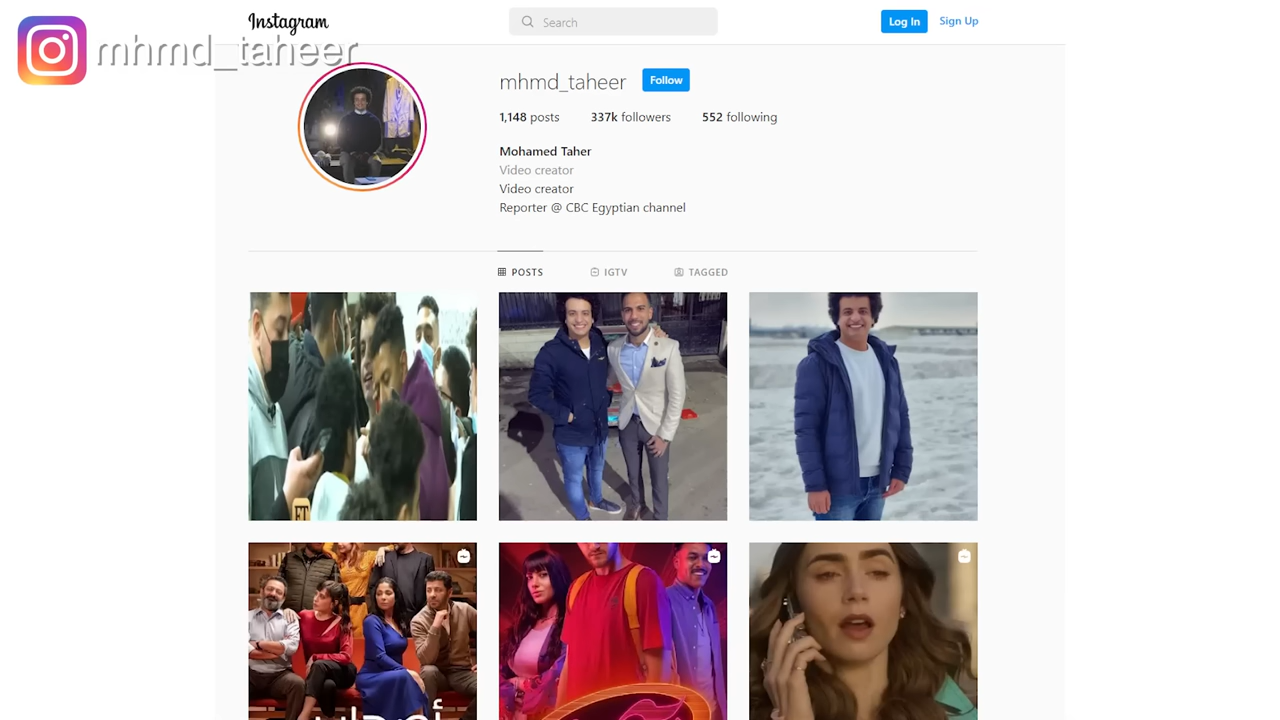 Instagram
Search
Log In
Sign Up
mhmd_taheer
mhmd_taheer
Follow
1,148 posts
337k followers
552 following
Mohamed Taher
Video creator
Video creator
Reporter @ CBC Egyptian channel
POSTS
IGTV
TAGGED
ET